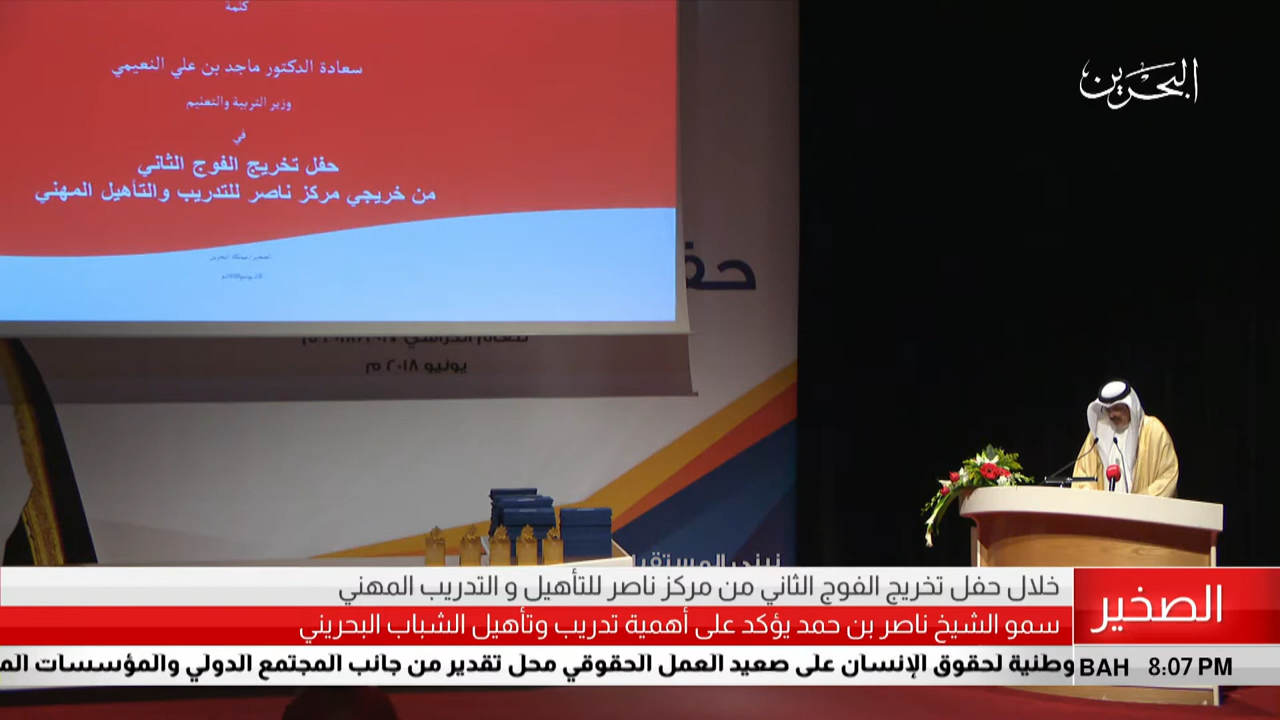 كلمة
سعادة الدكتور ماجد بن علي النعيمي
وزير التربية والتعليم
في
حفل تخريج الفوج الثاني
من خريجي مركز ناصر للتدريب والتأهيل المهني
البحرين
يونيو ٢٠١٨ م
خلال حفل تخريج الفوج الثاني من مركز ناصر للتأهيل و التدريب المهني
الصخير
سمو الشيخ ناصر بن حمد يؤكد على أهمية تدريب وتأهيل الشباب البحريني
وطنية لحقوق الإنسان على صعيد العمل الحقوقي محل تقدير من جانب المجتمع الدولي والمؤسسات
BAH 8:07 PM